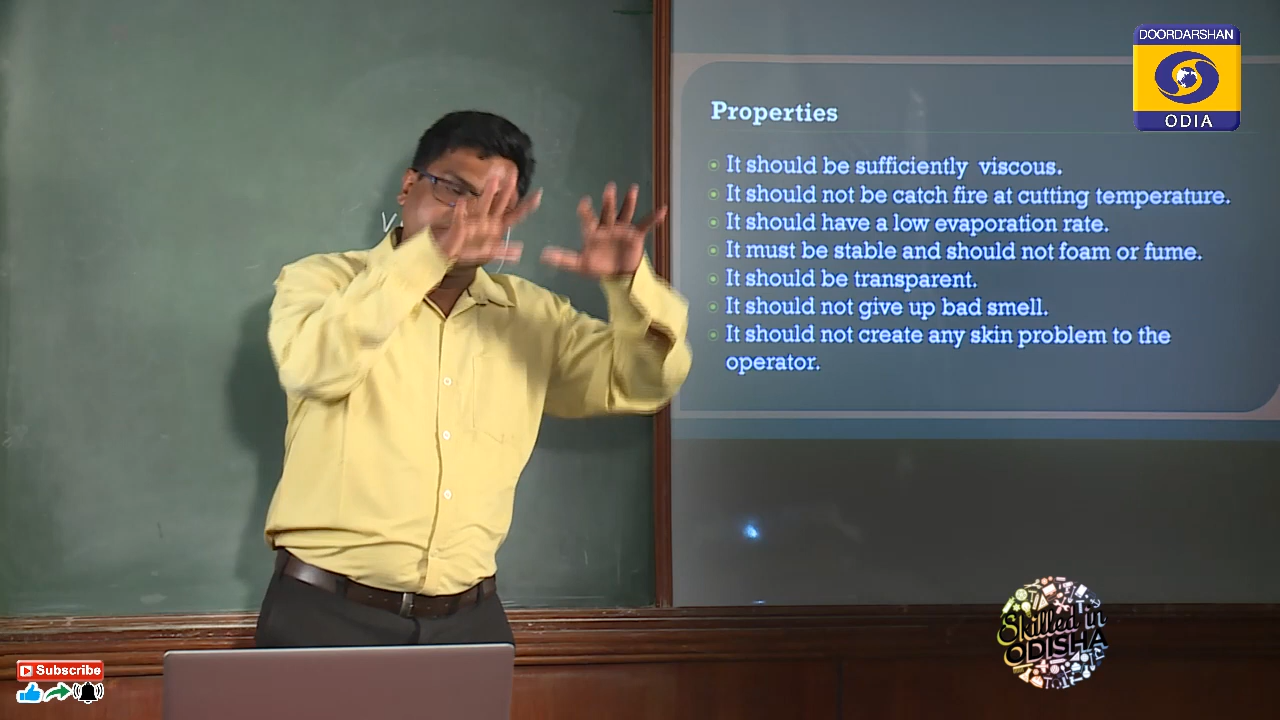 DOORDARSHAN
ODIA
Properties
It should be sufficiently viscous.
It should not be catch fire at cutting temperature.
It should have a low evaporation rate.
It must be stable and should not foam or fume.
It should be transparent.
It should not give up bad smell.
It should not create any skin problem to the
operator.
V
Skilled in
ODISHA
Subscribe